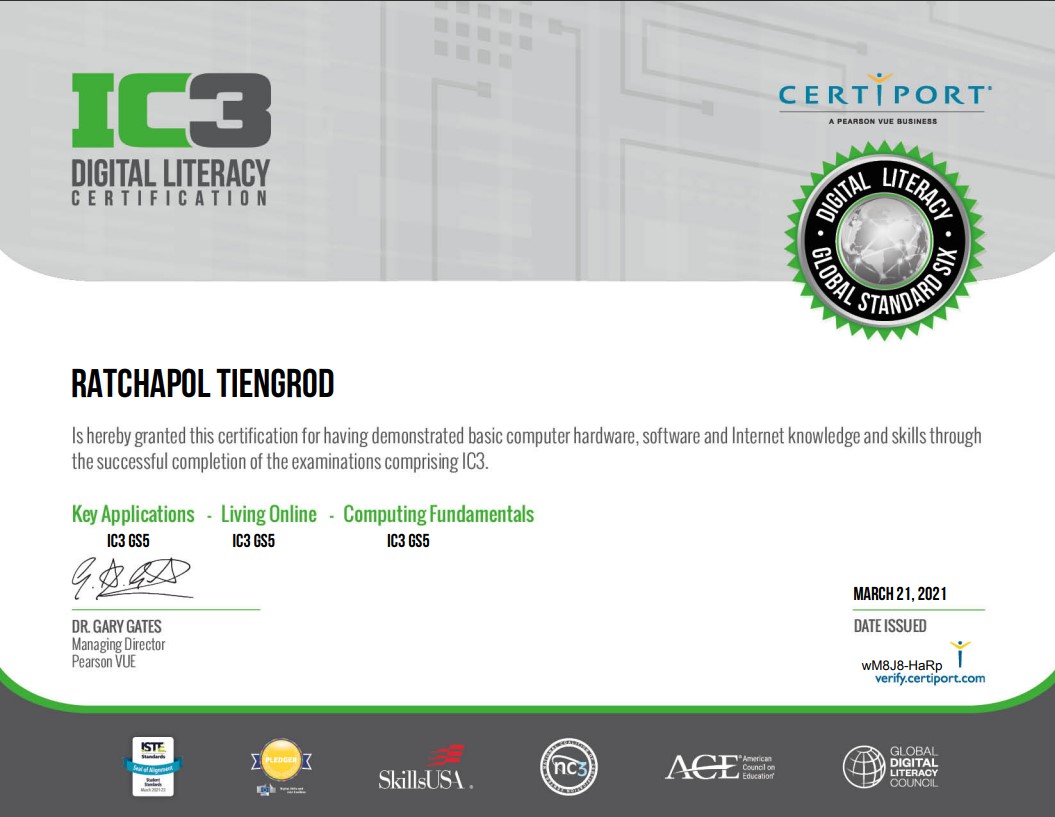 IC3
DIGITAL LITERACY
CERTIFICATION
CERTIPORT
A PEARSON VUE BUSINESS
DIGITAL LITERACY
GLOBAL STANDARD SIX
RATCHAPOL TIENGROD
Is hereby granted this certification for having demonstrated basic computer hardware, software and Internet knowledge and skills through
the successful completion of the examinations comprising IC3.
Key Applications - Living Online - Computing Fundamentals
IC3 GS5 IC3 GS5 IC3 GS5
MARCH 21, 2021
DATE ISSUED
DR. GARY GATES
Managing Director
Pearson VUE
wM8J8-HaRp
verify.certiport.com
ISTE
Standards
Seal of Alignment
Student
Standards
PLEDGER
SkillsUSA
nc3
ACE
American
Council on
Education
GLOBAL
DIGITAL
LITERACY
COUNCIL